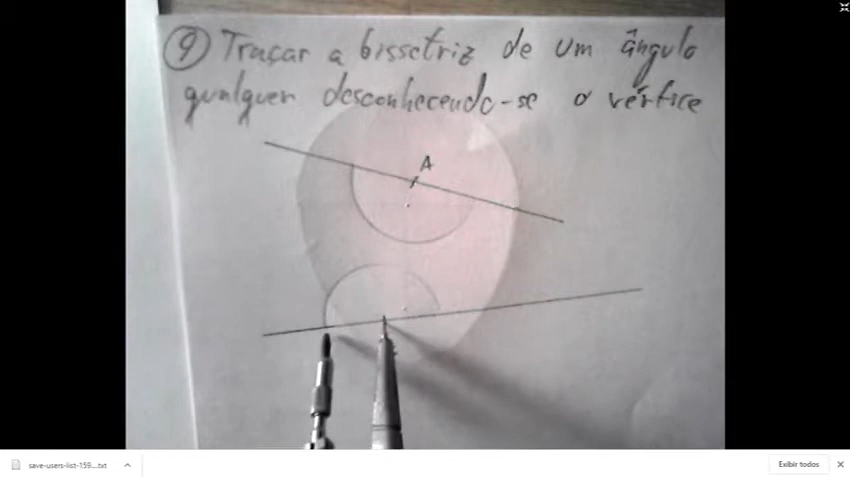 9 Traçar a bissetriz de um ângulo
qualquer desconhecendo-se o vértice
A
save-users-list-159....txt
Exibir todos